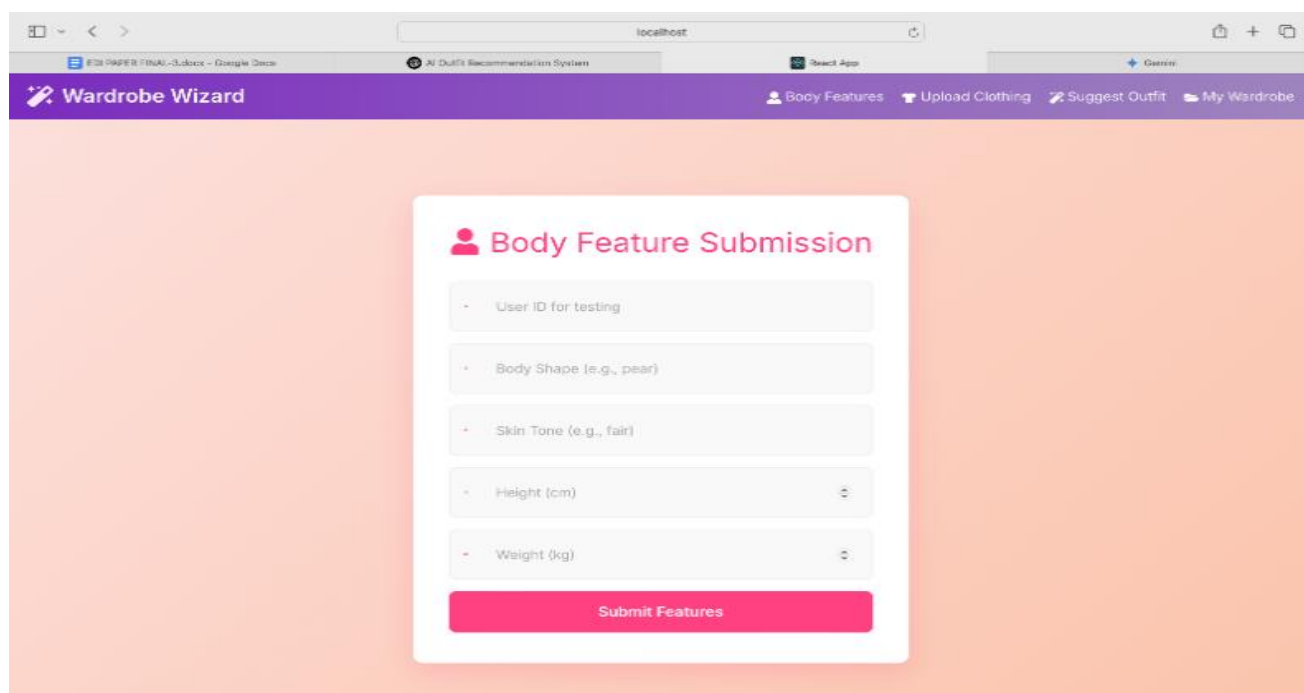 localhost
AI Outfit Recommendation System
React App
Gemini
Wardrobe Wizard
Body Features Upload Clothing Suggest Outfit My Wardrobe
Body Feature Submission
User ID for testing
Body Shape (e.g., pear)
Skin Tone (e.g., fair)
Height (cm)
Weight (kg)
Submit Features